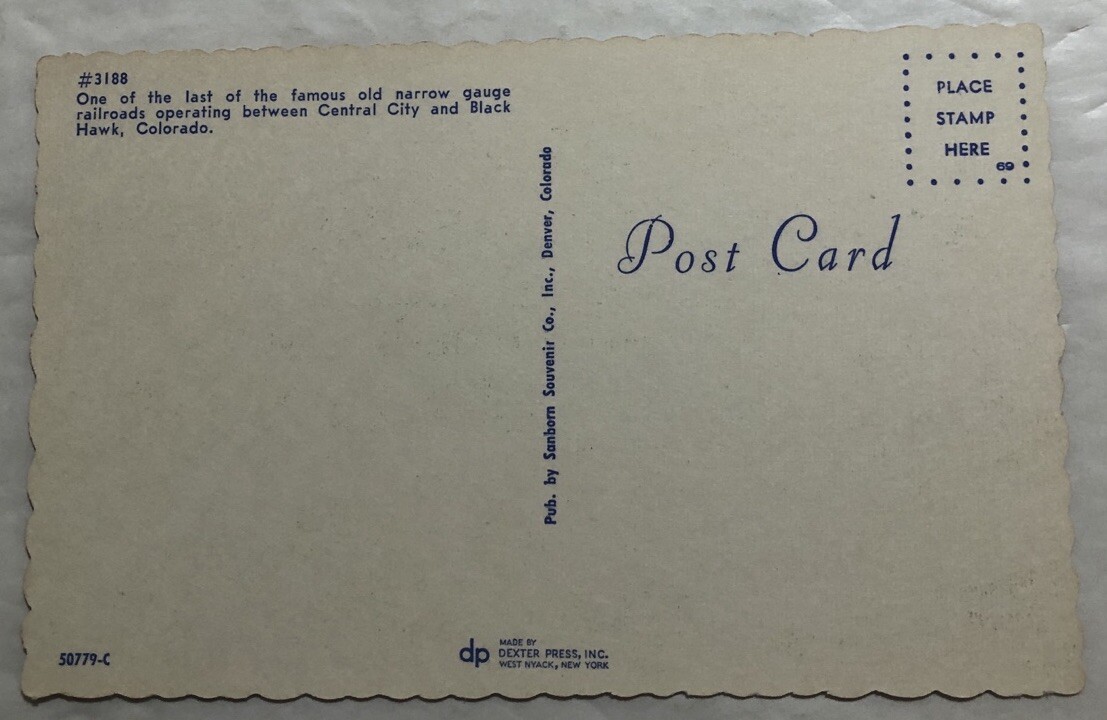 #3188
One of the last of the famous old narrow gauge
railroads operating between Central City and Black
Hawk, Colorado.
PLACE
STAMP
HERE
69
Post Card
Pub. by Sanborn Souvenir Co., Inc., Denver, Colorado
50779-C
dp
MADE BY
DEXTER PRESS, INC.
WEST NYACK, NEW YORK